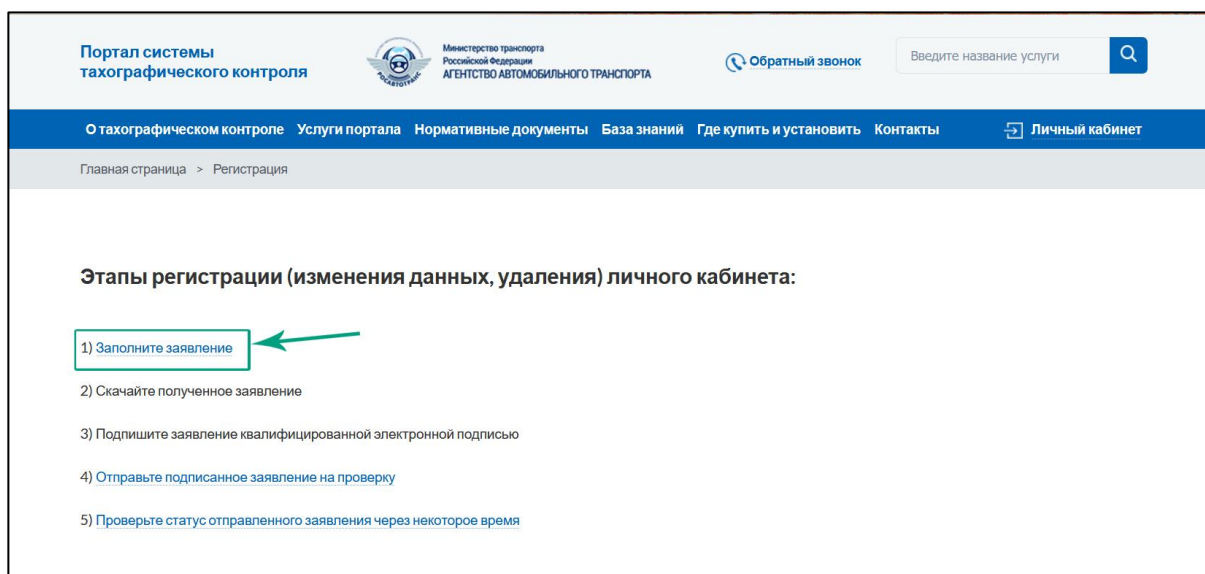 Портал системы
тахографического контроля
РОСАВТОТРАНС
Министерство транспорта
Российской Федерации
АГЕНТСТВО АВТОМОБИЛЬНОГО ТРАНСПОРТА
Обратный звонок
Введите название услуги
О тахографическом контроле Услуги портала Нормативные документы База знаний Где купить и установить Контакты Личный кабинет
Главная страница > Регистрация
Этапы регистрации (изменения данных, удаления) личного кабинета:
1) Заполните заявление
2) Скачайте полученное заявление
3) Подпишите заявление квалифицированной электронной подписью
4) Отправьте подписанное заявление на проверку
5) Проверьте статус отправленного заявления через некоторое время